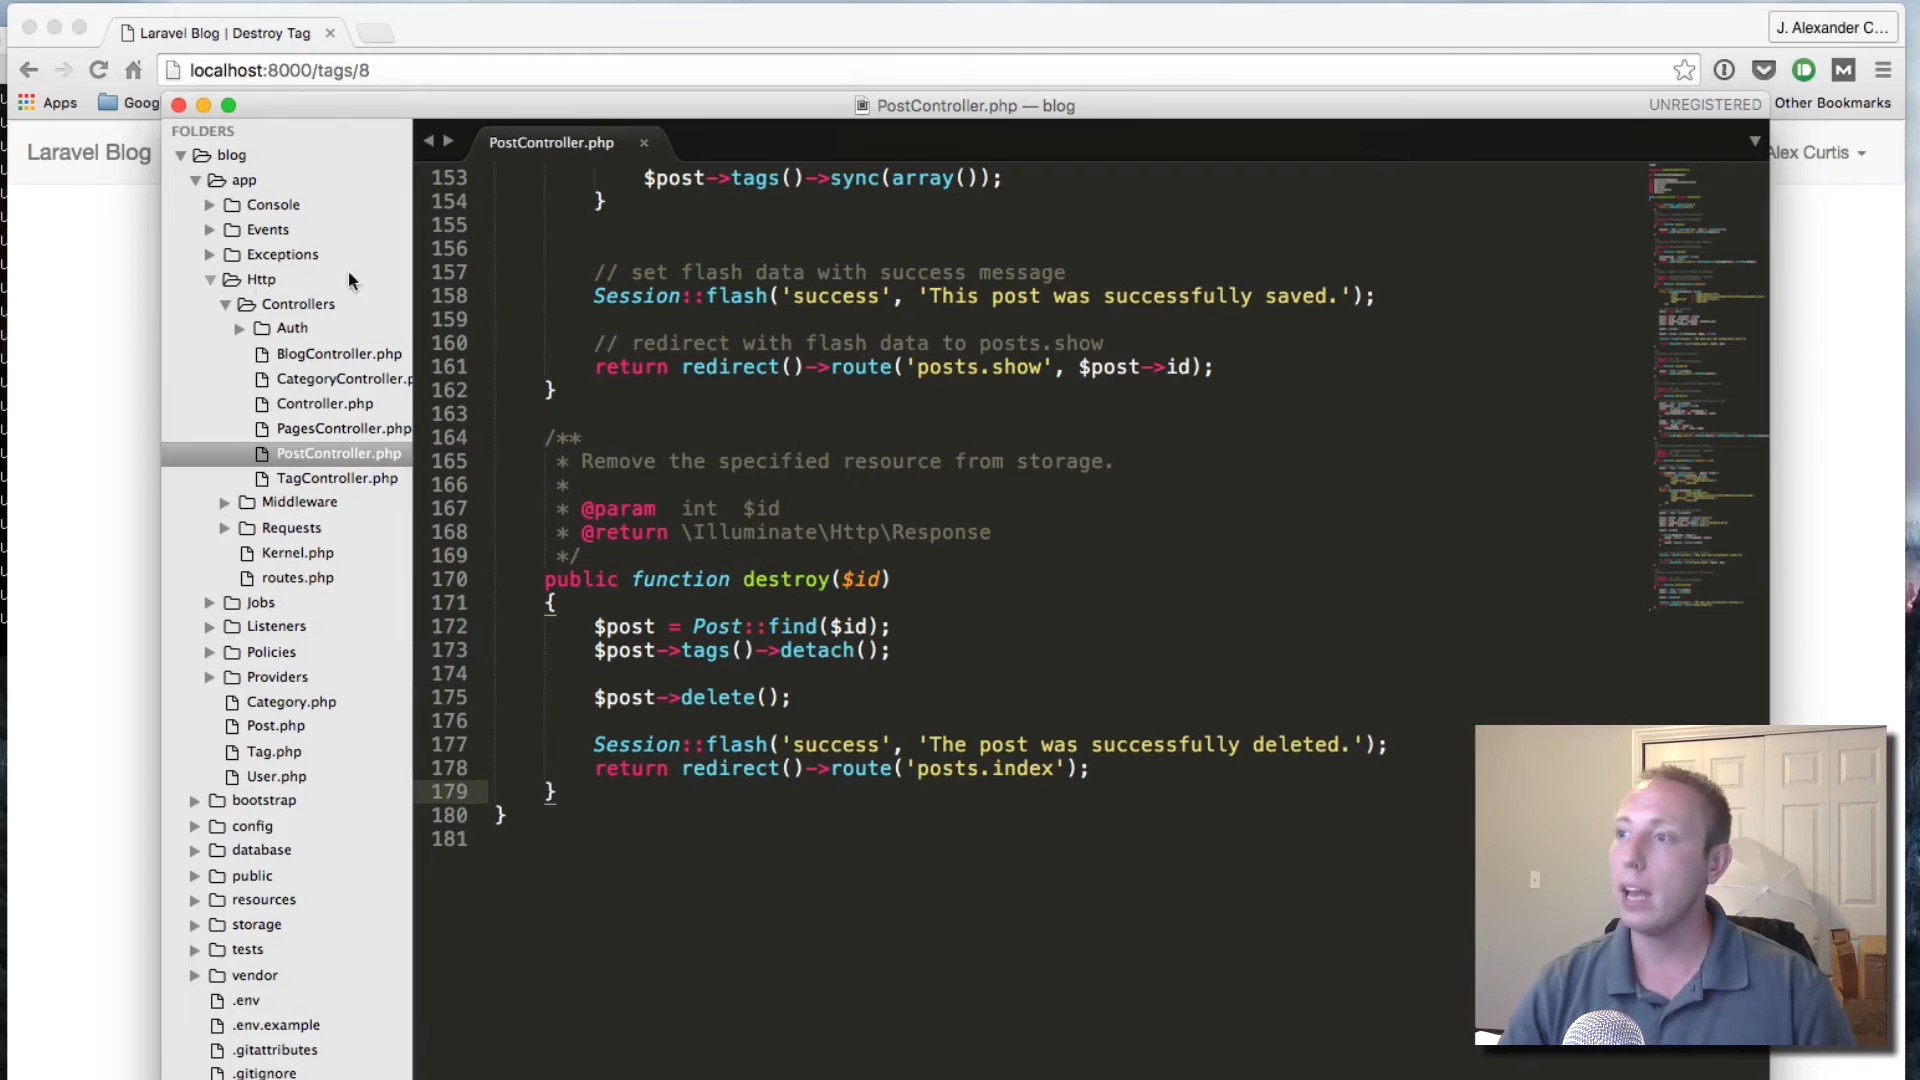 Laravel Blog | Destroy Tag
J. Alexander C...
localhost:8000/tags/8
Apps
Goog
PostController.php — blog
UNREGISTERED
Other Bookmarks
Laravel Blog
Alex Curtis
FOLDERS
blog
app
Console
Events
Exceptions
Http
Controllers
Auth
BlogController.php
CategoryController.p
Controller.php
PagesController.php
PostController.php
TagController.php
Middleware
Requests
Kernel.php
routes.php
Jobs
Listeners
Policies
Providers
Category.php
Post.php
Tag.php
User.php
bootstrap
config
database
public
resources
storage
tests
vendor
.env
.env.example
.gitattributes
.gitignore
PostController.php
153 $post->tags()->sync(array());
154 }
155
156
157 // set flash data with success message
158 Session::flash('success', 'This post was successfully saved.');
159
160 // redirect with flash data to posts.show
161 return redirect()->route('posts.show', $post->id);
162 }
163
164 /**
165 * Remove the specified resource from storage.
166 *
167 * @param int $id
168 * @return \Illuminate\Http\Response
169 */
170 public function destroy($id)
171 {
172 $post = Post::find($id);
173 $post->tags()->detach();
174
175 $post->delete();
176
177 Session::flash('success', 'The post was successfully deleted.');
178 return redirect()->route('posts.index');
179 }
180 }
181